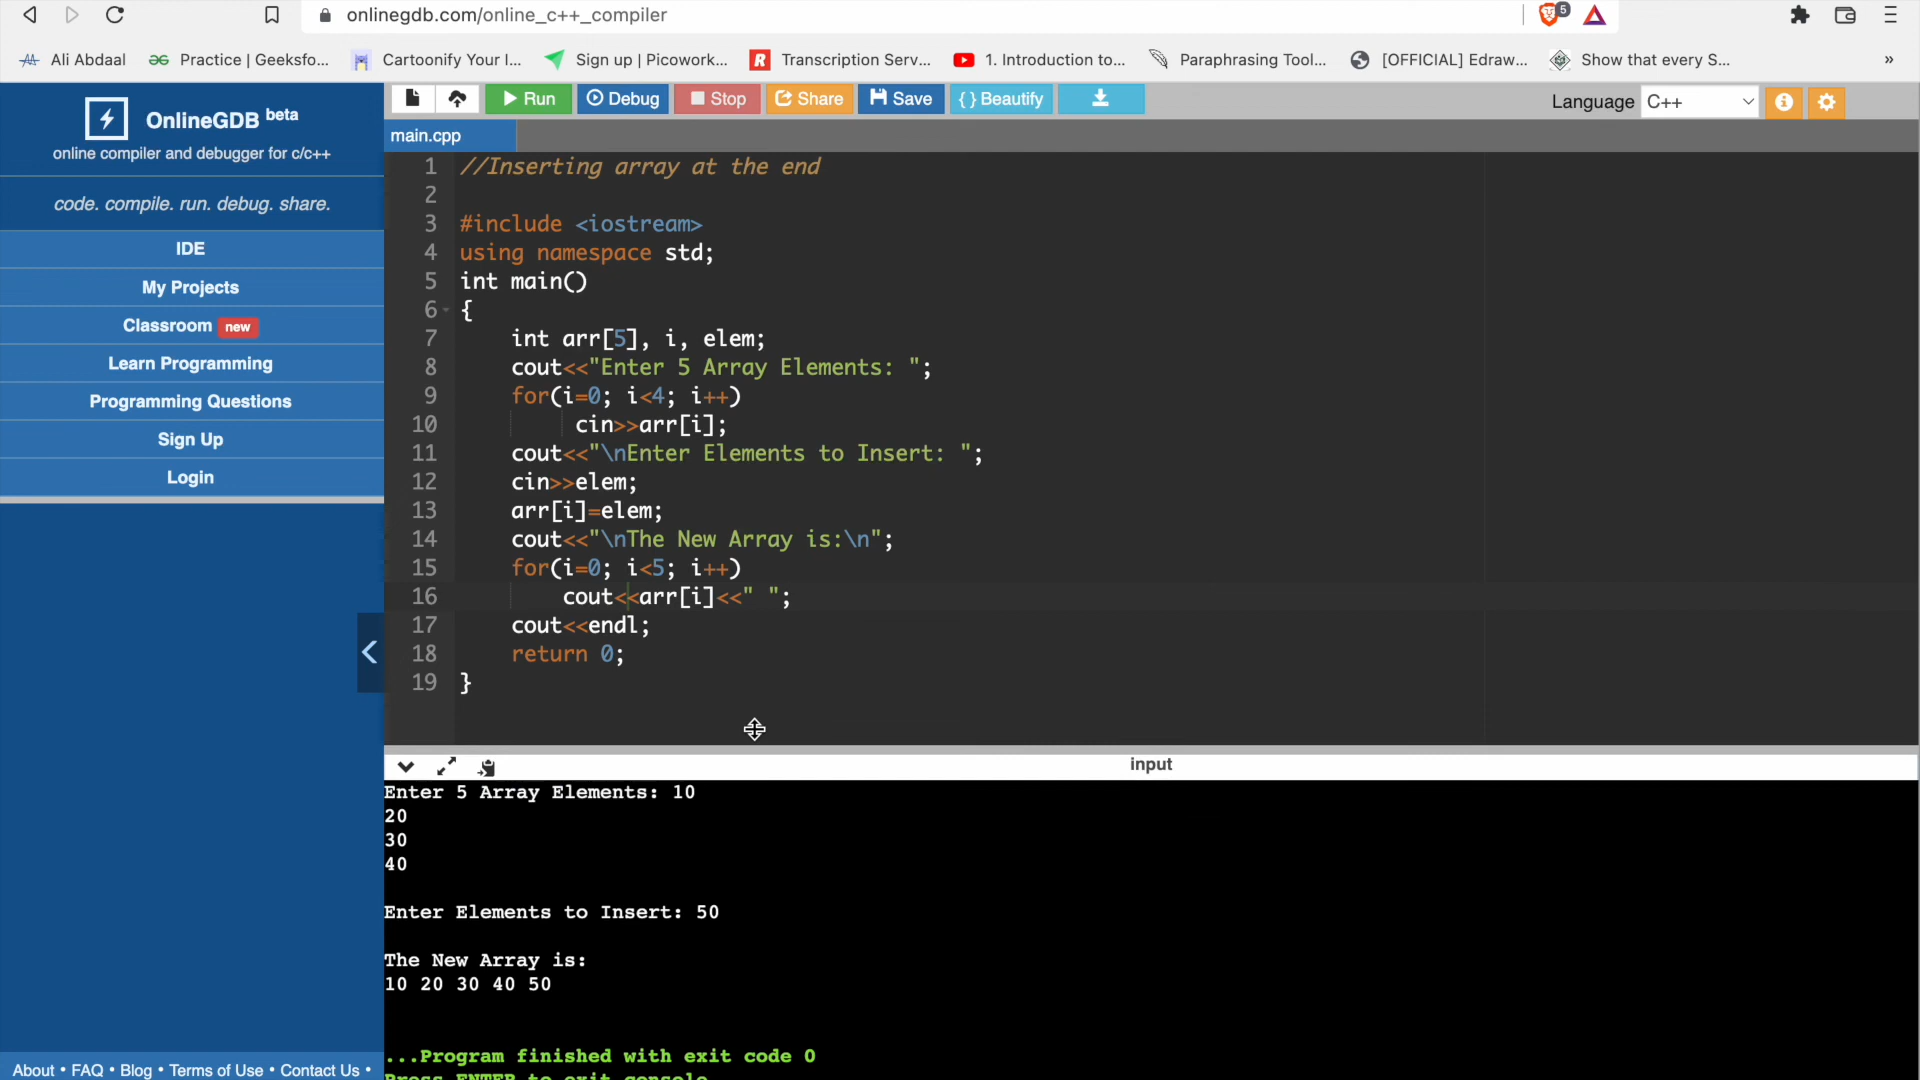 onlinegdb.com/online_c++_compiler
5
Ali Abdaal
Practice | Geeksfo...
Cartoonify Your I...
Sign up | Picowork...
R
Transcription Serv...
1. Introduction to...
Paraphrasing Tool...
[OFFICIAL] Edraw...
Show that every S...
»
OnlineGDB beta
online compiler and debugger for c/c++
code. compile. run. debug. share.
IDE
My Projects
Classroom new
Learn Programming
Programming Questions
Sign Up
Login
About • FAQ • Blog • Terms of Use • Contact Us •
Run Debug Stop Share Save {} Beautify
Language C++
main.cpp
1 //Inserting array at the end
2
3 #include <iostream>
4 using namespace std;
5 int main()
6 {
7 int arr[5], i, elem;
8 cout<<"Enter 5 Array Elements: ";
9 for(i=0; i<4; i++)
10 cin>>arr[i];
11 cout<<"\nEnter Elements to Insert: ";
12 cin>>elem;
13 arr[i]=elem;
14 cout<<"\nThe New Array is:\n";
15 for(i=0; i<5; i++)
16 cout<<arr[i]<<" ";
17 cout<<endl;
18 return 0;
19 }
input
Enter 5 Array Elements: 10
20
30
40
Enter Elements to Insert: 50
The New Array is:
10 20 30 40 50
...Program finished with exit code 0
Press ENTER to exit console